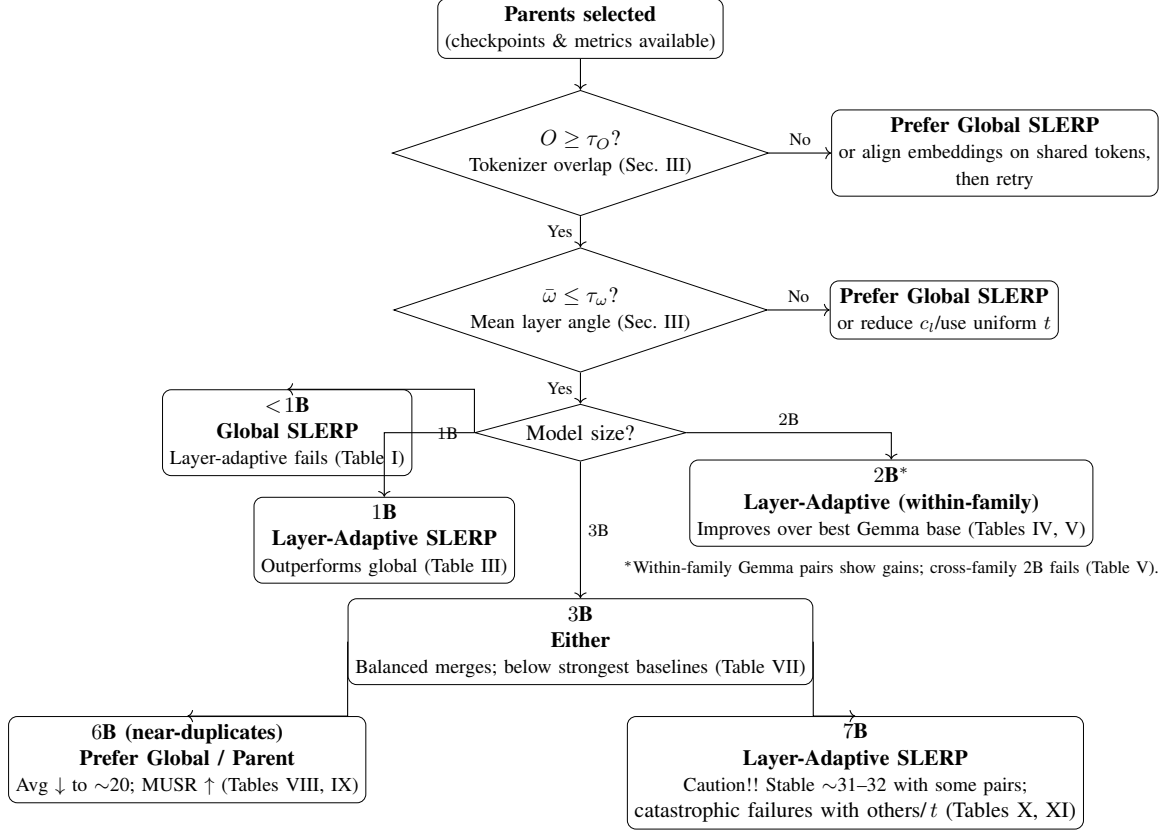 Parents selected
(checkpoints & metrics available)
O ≥ τ_O?
Tokenizer overlap (Sec. III)
No
Prefer Global SLERP
or align embeddings on shared tokens,
then retry
Yes
ω̄ ≤ τ_ω?
Mean layer angle (Sec. III)
No
Prefer Global SLERP
or reduce c_l/use uniform t
Yes
Model size?
<1B
Global SLERP
Layer-adaptive fails (Table I)
1B
1B
Layer-Adaptive SLERP
Outperforms global (Table III)
2B
2B*
Layer-Adaptive (within-family)
Improves over best Gemma base (Tables IV, V)
*Within-family Gemma pairs show gains; cross-family 2B fails (Table V).
3B
3B
Either
Balanced merges; below strongest baselines (Table VII)
6B (near-duplicates)
Prefer Global / Parent
Avg ↓ to ∼20; MUSR ↑ (Tables VIII, IX)
7B
Layer-Adaptive SLERP
Caution!! Stable ∼31–32 with some pairs;
catastrophic failures with others/t (Tables X, XI)